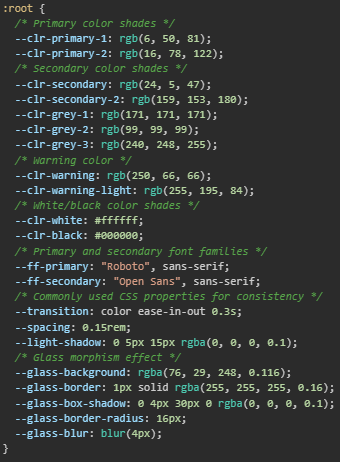 :root {
/* Primary color shades */
--clr-primary-1: rgb(6, 50, 81);
--clr-primary-2: rgb(16, 78, 122);
/* Secondary color shades */
--clr-secondary: rgb(24, 5, 47);
--clr-secondary-2: rgb(159, 153, 180);
--clr-grey-1: rgb(171, 171, 171);
--clr-grey-2: rgb(99, 99, 99);
--clr-grey-3: rgb(240, 248, 255);
/* Warning color */
--clr-warning: rgb(250, 66, 66);
--clr-warning-light: rgb(255, 195, 84);
/* White/black color shades */
--clr-white: #ffffff;
--clr-black: #000000;
/* Primary and secondary font families */
--ff-primary: "Roboto", sans-serif;
--ff-secondary: "Open Sans", sans-serif;
/* Commonly used CSS properties for consistency */
--transition: color ease-in-out 0.3s;
--spacing: 0.15rem;
--light-shadow: 0 5px 15px rgba(0, 0, 0, 0.1);
/* Glass morphism effect */
--glass-background: rgba(76, 29, 248, 0.116);
--glass-border: 1px solid rgba(255, 255, 255, 0.16);
--glass-box-shadow: 0 4px 30px 0 rgba(0, 0, 0, 0.1);
--glass-border-radius: 16px;
--glass-blur: blur(4px);
}